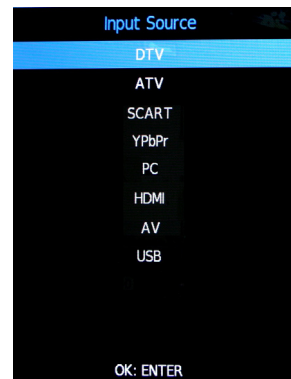 Input Source
DTV
ATV
SCART
YPbPr
PC
HDMI
AV
USB
OK: ENTER